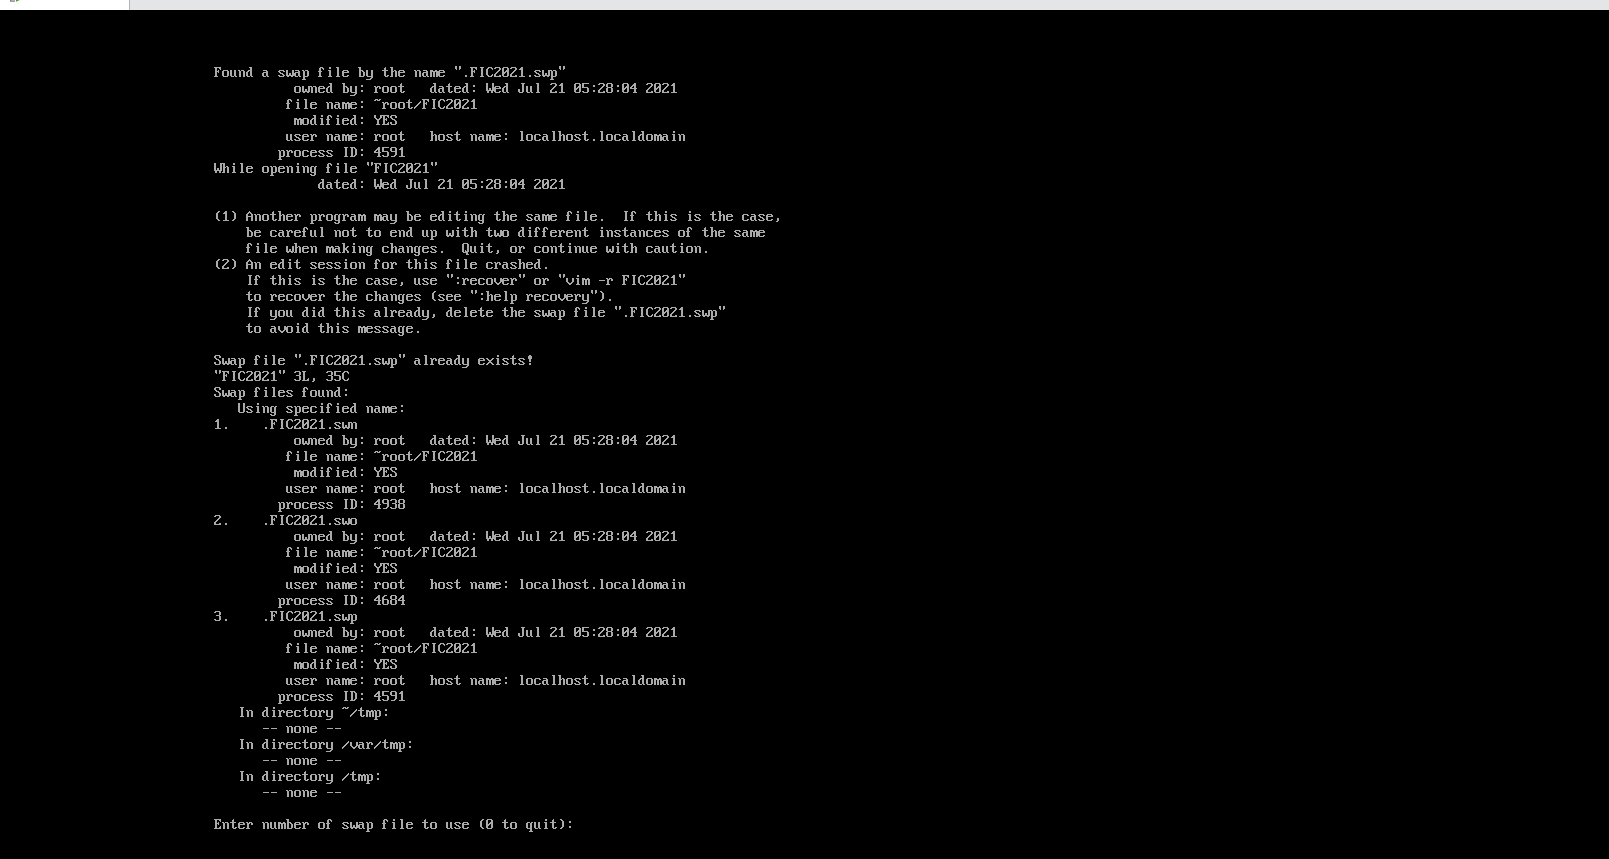 Found a swap file by the name ".FIC2021.swp"
owned by: root   dated: Wed Jul 21 05:28:04 2021
file name: ~root/FIC2021
modified: YES
user name: root   host name: localhost.localdomain
process ID: 4591
While opening file "FIC2021"
dated: Wed Jul 21 05:28:04 2021
(1) Another program may be editing the same file.  If this is the case,
be careful not to end up with two different instances of the same
file when making changes.  Quit, or continue with caution.
(2) An edit session for this file crashed.
If this is the case, use ":recover" or "vim -r FIC2021"
to recover the changes (see ":help recovery").
If you did this already, delete the swap file ".FIC2021.swp"
to avoid this message.
Swap file ".FIC2021.swp" already exists!
"FIC2021" 3L, 35C
Swap files found:
Using specified name:
1.    .FIC2021.swn
owned by: root   dated: Wed Jul 21 05:28:04 2021
file name: ~root/FIC2021
modified: YES
user name: root   host name: localhost.localdomain
process ID: 4938
2.    .FIC2021.swo
owned by: root   dated: Wed Jul 21 05:28:04 2021
file name: ~root/FIC2021
modified: YES
user name: root   host name: localhost.localdomain
process ID: 4684
3.    .FIC2021.swp
owned by: root   dated: Wed Jul 21 05:28:04 2021
file name: ~root/FIC2021
modified: YES
user name: root   host name: localhost.localdomain
process ID: 4591
In directory ~/tmp:
-- none --
In directory /var/tmp:
-- none --
In directory /tmp:
-- none --
Enter number of swap file to use (0 to quit):